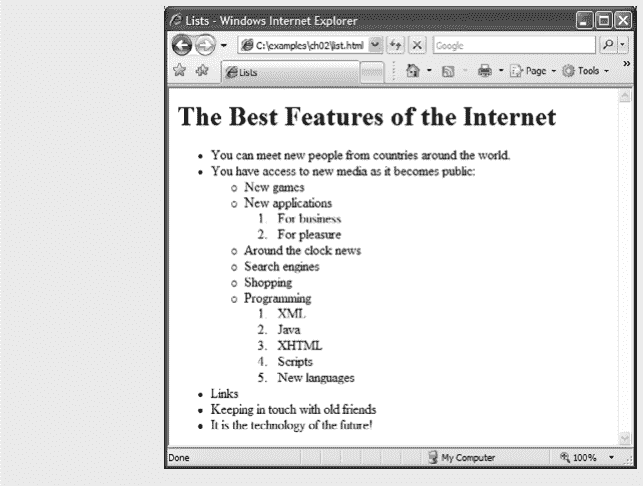 Lists - Windows Internet Explorer
C:\examples\ch02\list.html
Google
Lists
Page
Tools
The Best Features of the Internet
• You can meet new people from countries around the world.
• You have access to new media as it becomes public:
o New games
o New applications
1. For business
2. For pleasure
o Around the clock news
o Search engines
o Shopping
o Programming
1. XML
2. Java
3. XHTML
4. Scripts
5. New languages
• Links
• Keeping in touch with old friends
• It is the technology of the future!
Done My Computer 100%